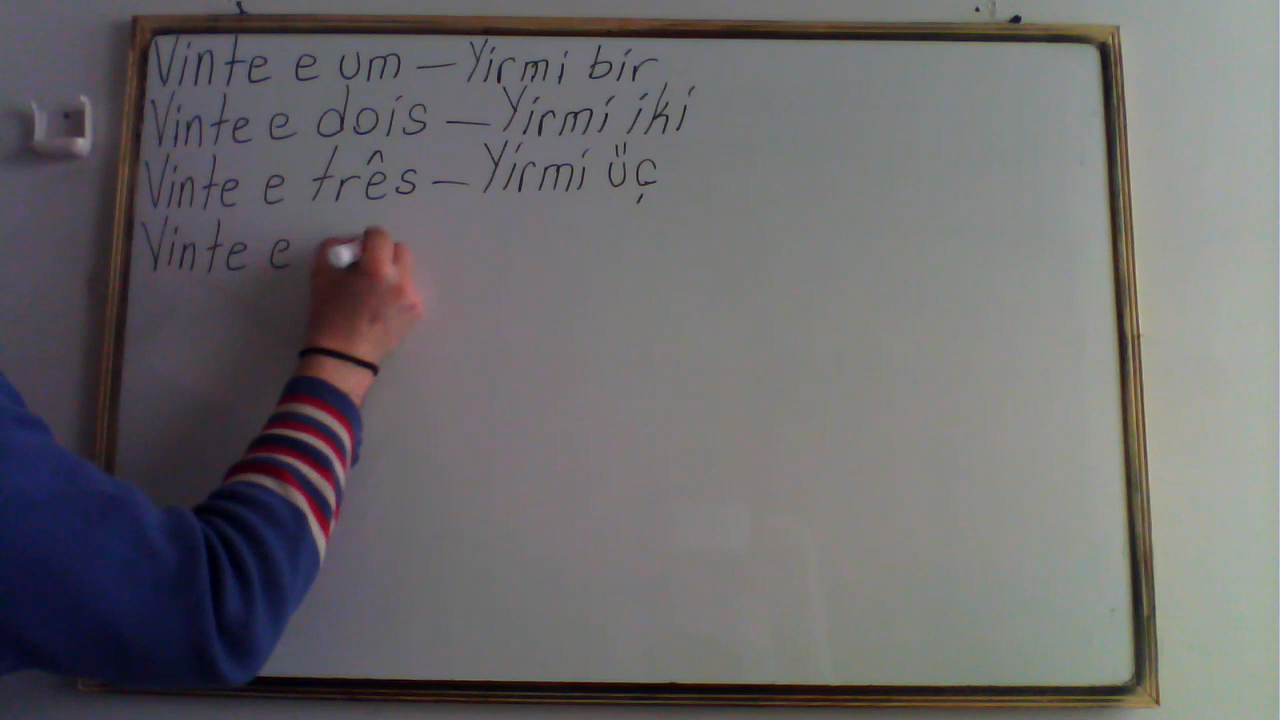 Vinte e um – Yirmi bir
Vinte e dois – Yirmi iki
Vinte e três – Yirmi üç
Vinte e